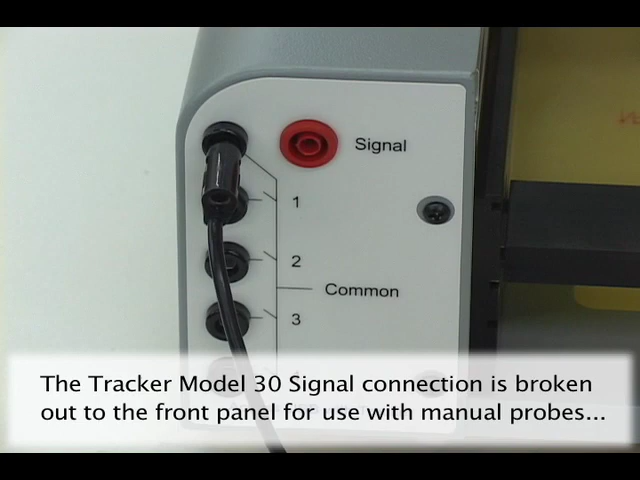 Signal
1
2
Common
3
The Tracker Model 30 Signal connection is broken
out to the front panel for use with manual probes...